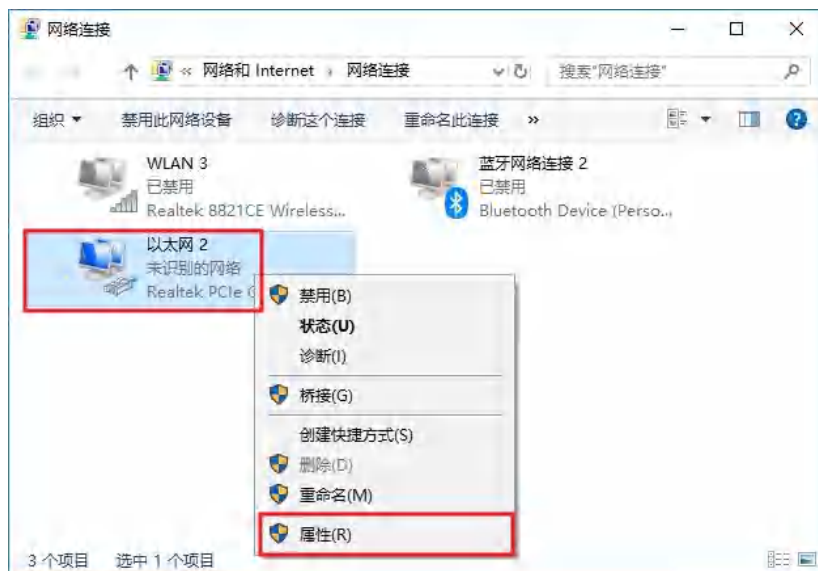 网络连接
« 网络和 Internet › 网络连接
搜索"网络连接"
组织
禁用此网络设备
诊断这个连接
重命名此连接
»
WLAN 3
已禁用
Realtek 8821CE Wireless...
蓝牙网络连接 2
已禁用
Bluetooth Device (Perso...
以太网 2
未识别的网络
Realtek PCIe
禁用(B)
状态(U)
诊断(I)
桥接(G)
创建快捷方式(S)
删除(D)
重命名(M)
属性(R)
3 个项目
选中 1 个项目